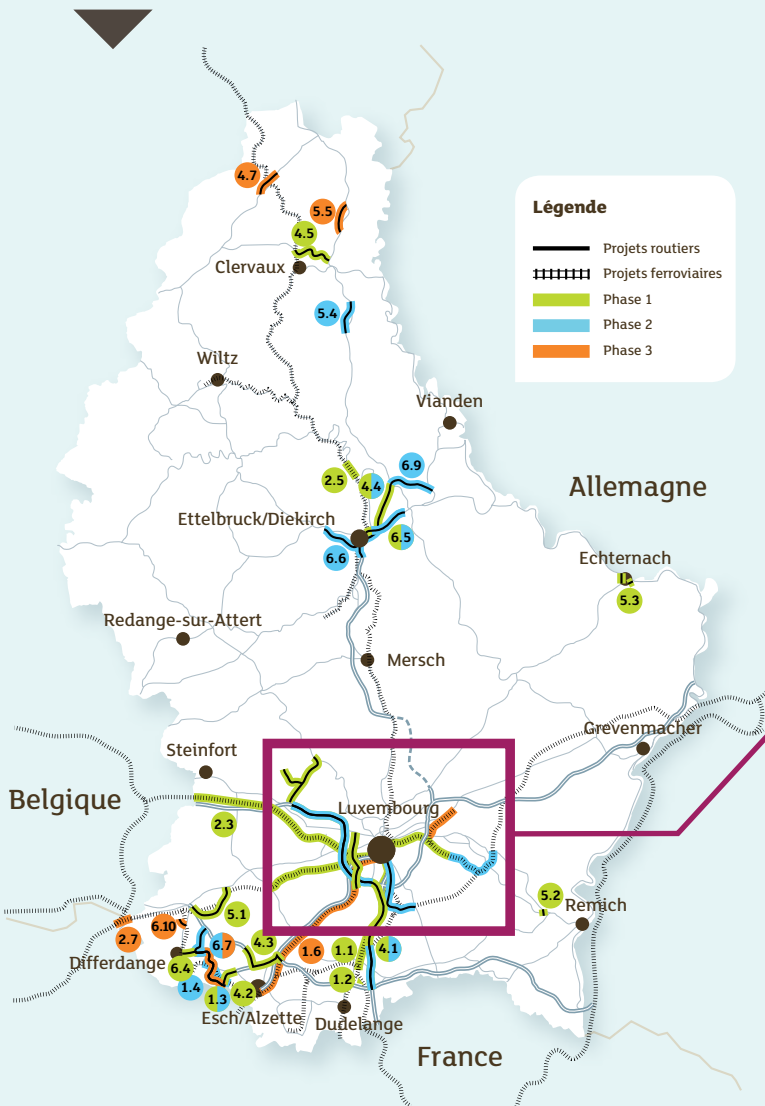 4.7
5.5
Légende
4.5
Projets routiers
Clervaux
Projets ferroviaires
Phase 1
5.4
Phase 2
Phase 3
Wiltz
Vianden
6.9
2.5
4.4
Allemagne
Ettelbruck/Diekirch
6.5
6.6
Echternach
5.3
Redange-sur-Attert
Mersch
Grevenmacher
Steinfort
Belgique
Luxembourg
2.3
5.2
Remich
5.1
6.10
2.7
6.7
4.3
1.6
1.1
4.1
Differdange
6.4
1.4
1.3
4.2
1.2
Esch/Alzette
Dudelange
France